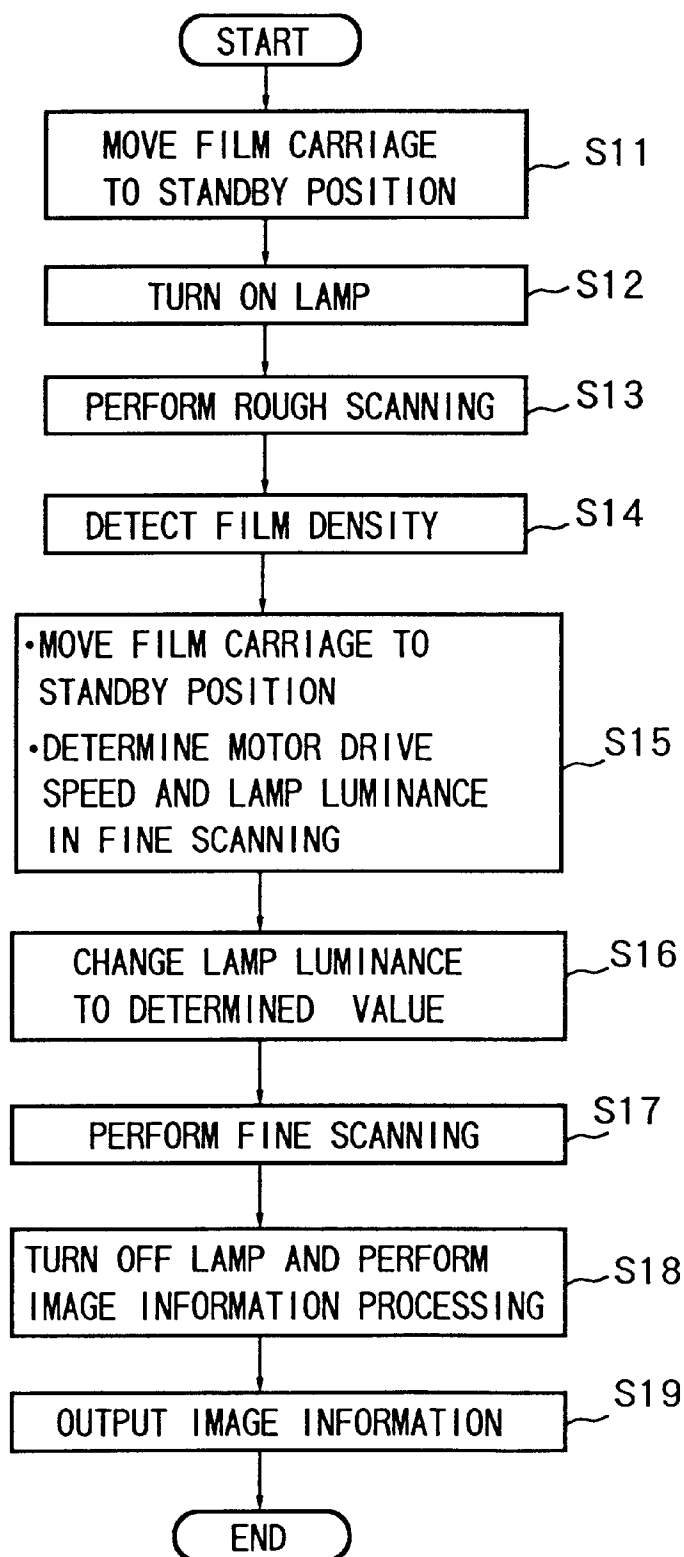 START
MOVE FILM CARRIAGE
TO STANDBY POSITION
S11
TURN ON LAMP
S12
PERFORM ROUGH SCANNING
S13
DETECT FILM DENSITY
S14
•MOVE FILM CARRIAGE TO
STANDBY POSITION
•DETERMINE MOTOR DRIVE
SPEED AND LAMP LUMINANCE
IN FINE SCANNING
S15
CHANGE LAMP LUMINANCE
TO DETERMINED VALUE
S16
PERFORM FINE SCANNING
S17
TURN OFF LAMP AND PERFORM
IMAGE INFORMATION PROCESSING
S18
OUTPUT IMAGE INFORMATION
S19
END